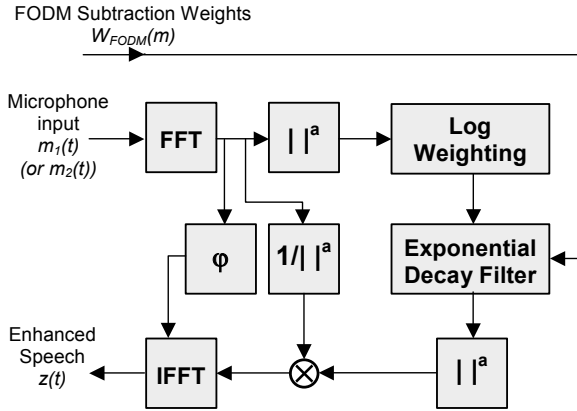 FODM Subtraction Weights
W_FODM(m)
Microphone
input
m₁(t)
(or m₂(t))
FFT
| |ᵃ
Log
Weighting
φ
1/| |ᵃ
Exponential
Decay Filter
Enhanced
Speech
z(t)
IFFT
| |ᵃ